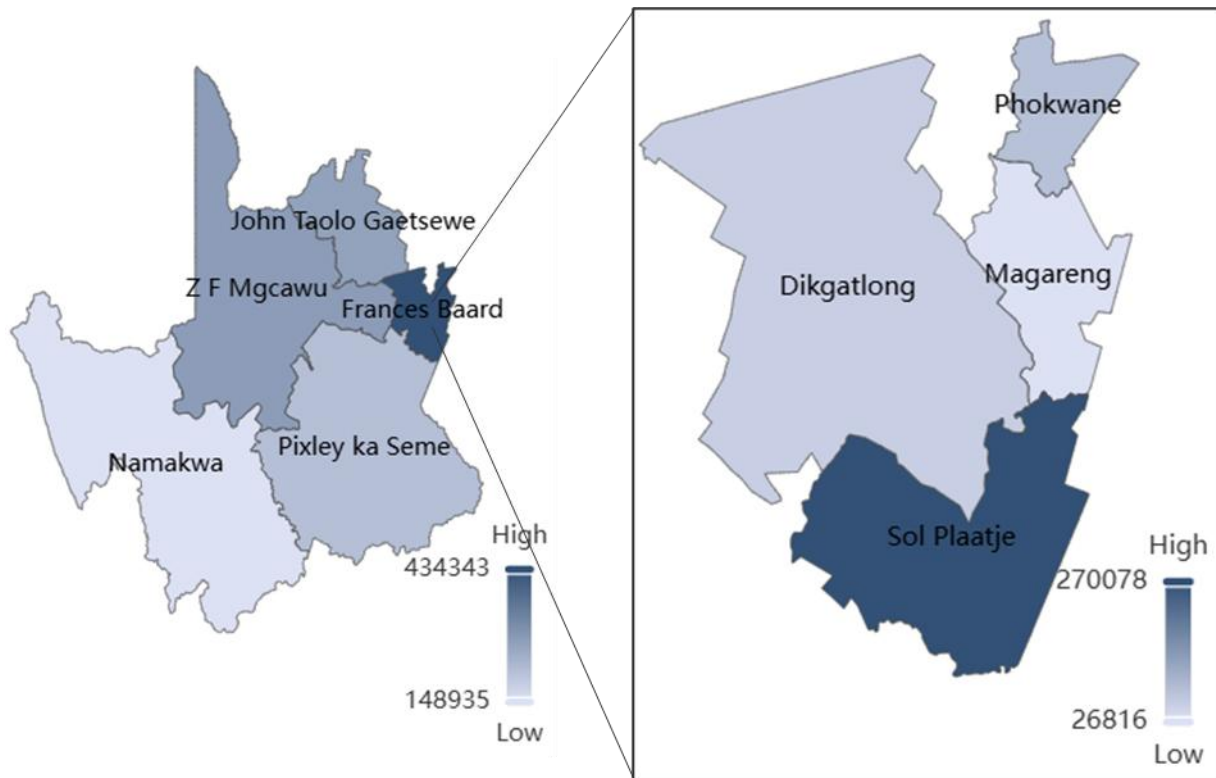 John Taolo Gaetsewe
Z F Mgcawu
Frances Baard
Pixley ka Seme
Namakwa
High
434343
148935
Low
Phokwane
Magareng
Dikgatlong
Sol Plaatje
High
270078
26816
Low